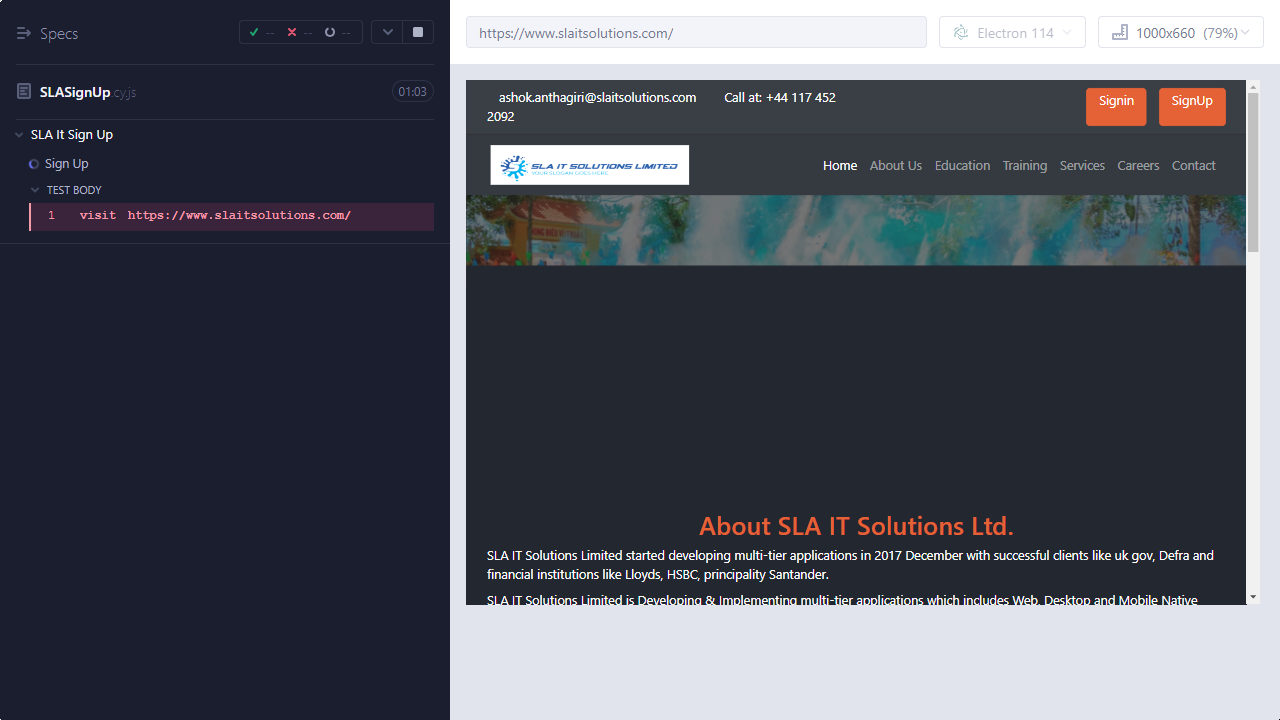 Specs
--
--
--
SLASignUp.cy.js
01:03
SLA It Sign Up
Sign Up
TEST BODY
1 visit https://www.slaitsolutions.com/
https://www.slaitsolutions.com/
Electron 114
1000x660 (79%)
ashok.anthagiri@slaitsolutions.com Call at: +44 117 452
2092
Signin
SignUp
SLA IT SOLUTIONS LIMITED
YOUR SLOGAN GOES HERE
Home About Us Education Training Services Careers Contact
About SLA IT Solutions Ltd.
SLA IT Solutions Limited started developing multi-tier applications in 2017 December with successful clients like uk gov, Defra and
financial institutions like Lloyds, HSBC, principality Santander.
SLA IT Solutions Limited is Developing & Implementing multi-tier applications which includes Web, Desktop and Mobile Native